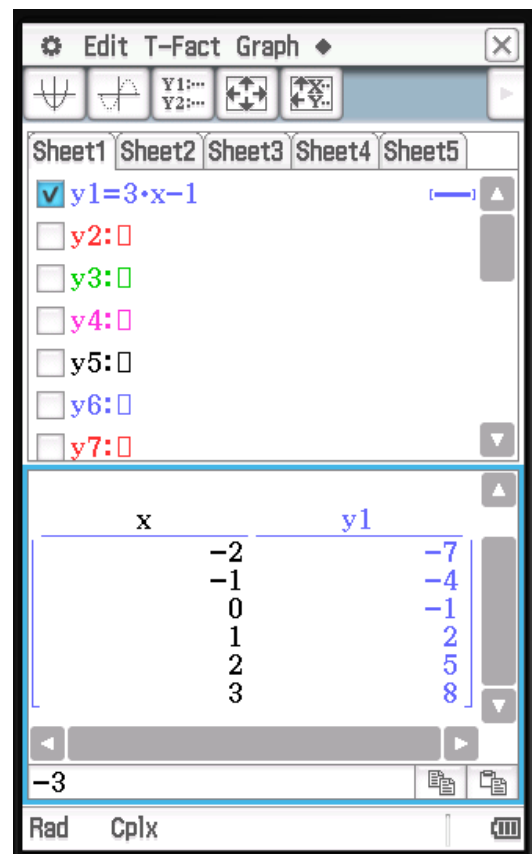 Edit T-Fact Graph ◆
Y1:··· Y2:···
Sheet1 Sheet2 Sheet3 Sheet4 Sheet5
y1=3·x−1
y2:□
y3:□
y4:□
y5:□
y6:□
y7:□
x y1
−2 −7
−1 −4
0 −1
1 2
2 5
3 8
−3
Rad Cplx